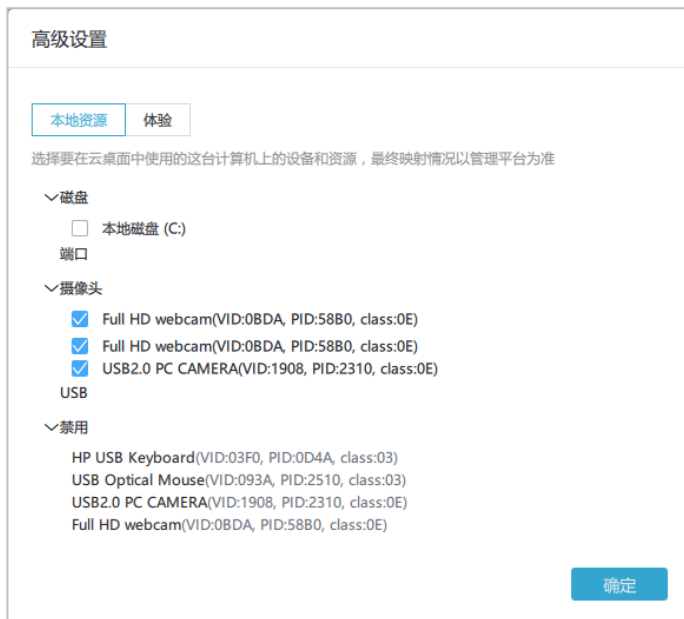 高级设置
本地资源 体验
选择要在云桌面中使用的这台计算机上的设备和资源，最终映射情况以管理平台为准
磁盘
本地磁盘 (C:)
端口
摄像头
Full HD webcam(VID:0BDA, PID:58B0, class:0E)
Full HD webcam(VID:0BDA, PID:58B0, class:0E)
USB2.0 PC CAMERA(VID:1908, PID:2310, class:0E)
USB
禁用
HP USB Keyboard(VID:03F0, PID:0D4A, class:03)
USB Optical Mouse(VID:093A, PID:2510, class:03)
USB2.0 PC CAMERA(VID:1908, PID:2310, class:0E)
Full HD webcam(VID:0BDA, PID:58B0, class:0E)
确定